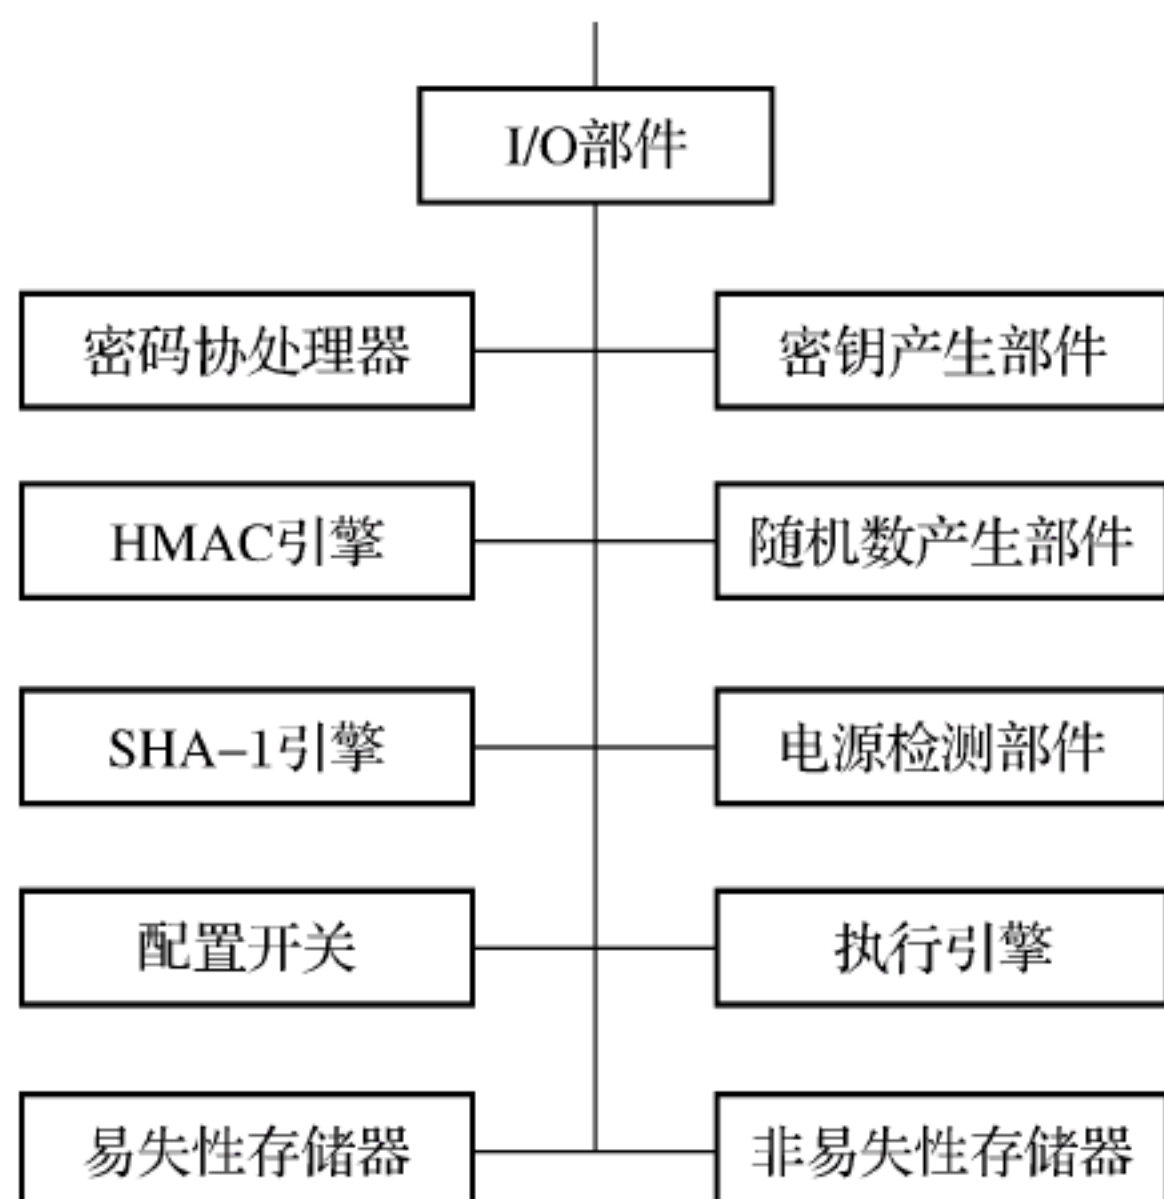 I/O部件
密码协处理器
密钥产生部件
HMAC引擎
随机数产生部件
SHA-1引擎
电源检测部件
配置开关
执行引擎
易失性存储器
非易失性存储器